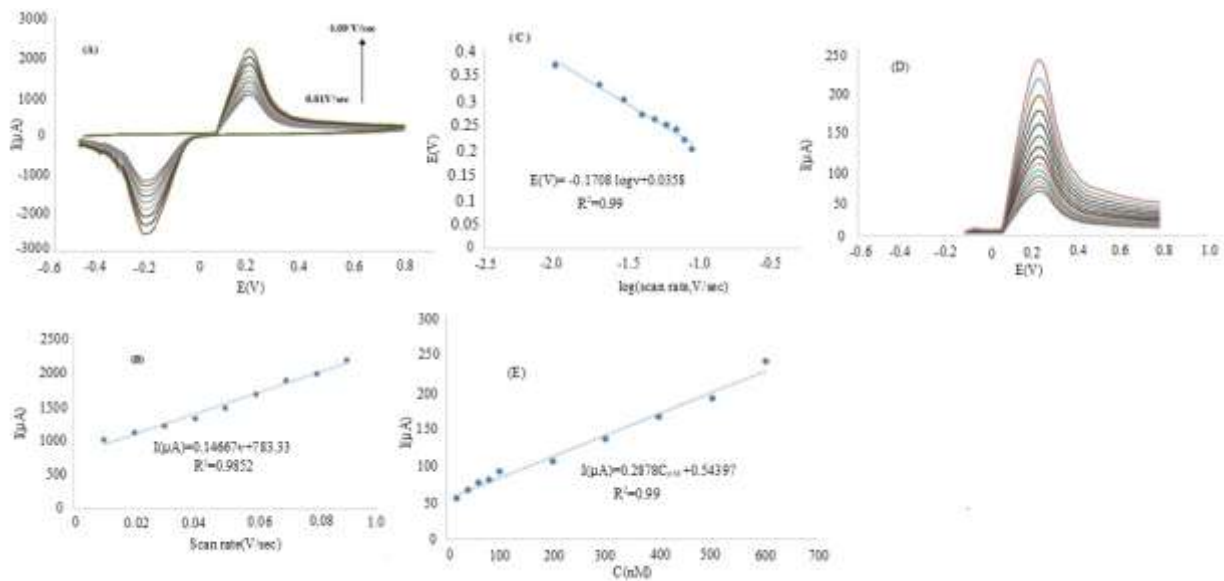 (A)
3000
2000
1000
0
-1000
-2000
-3000
I(µA)
0.01V/sec
-0.6 -0.4 -0.2 0 0.2 0.4 0.6 0.8
E(V)
(C)
0.4
0.35
0.3
0.25
0.2
0.15
0.1
0.05
0
E(V)
E(V)= -0.1708 logv+0.0358
R²=0.99
-2.5 -2.0 -1.5 -1.0 -0.5
log(scan rate,V/sec)
(D)
250
200
150
100
50
0
I(µA)
-0.6 -0.4 -0.2 0 0.2 0.4 0.6 0.8 1.0
E(V)
(B)
2500
2000
1500
1000
500
0
I(µA)
I(µA)=0.14667v+783.33
R²=0.9852
0 0.02 0.04 0.06 0.08 1.0
Scan rate(V/sec)
(E)
300
250
200
150
100
50
0
I(µA)
I(µA)=0.2878C +0.54397
R²=0.99
0 100 200 300 400 500 600 700
C(nM)